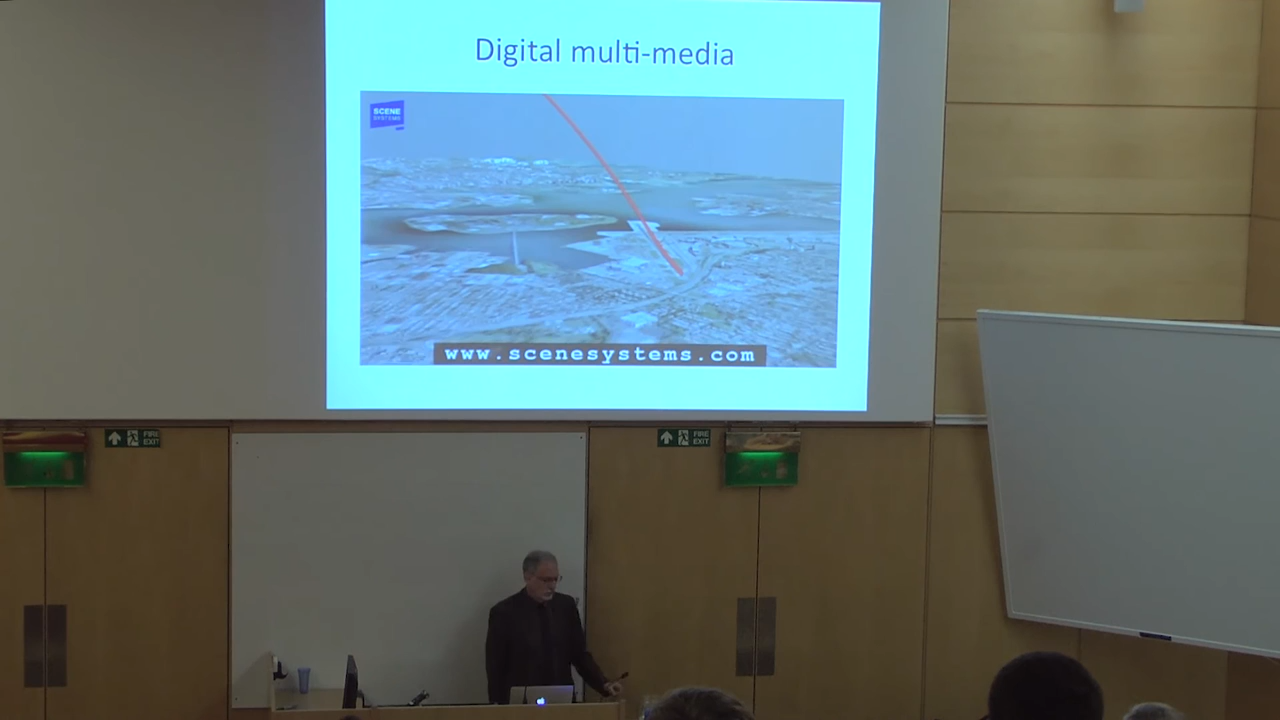 Digital multi-media
SCENE
SYSTEMS
www.scenesystems.com
FIRE
EXIT
FIRE
EXIT